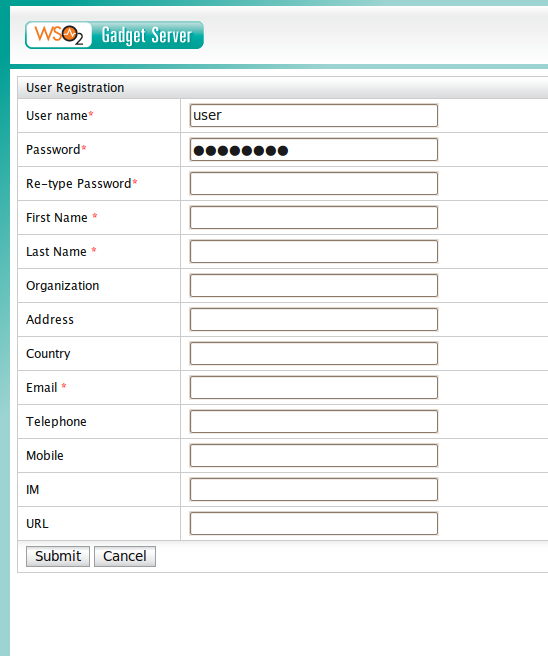 WSO2 Gadget Server
User Registration
User name* user
Password* ●●●●●●●●
Re-type Password*
First Name *
Last Name *
Organization
Address
Country
Email *
Telephone
Mobile
IM
URL
Submit Cancel